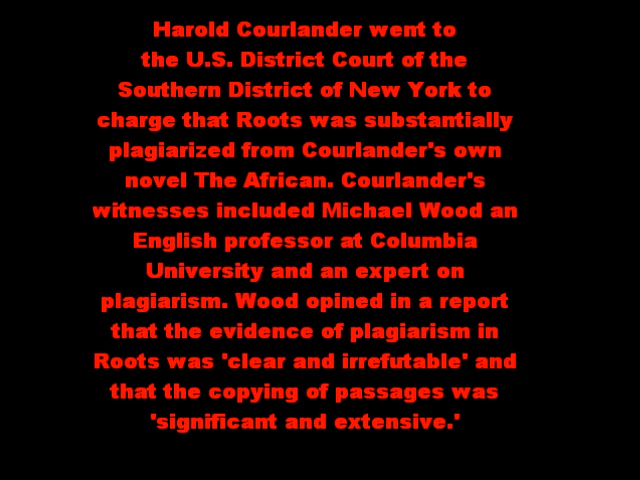 Harold Courlander went to
the U.S. District Court of the
Southern District of New York to
charge that Roots was substantially
plagiarized from Courlander's own
novel The African. Courlander's
witnesses included Michael Wood an
English professor at Columbia
University and an expert on
plagiarism. Wood opined in a report
that the evidence of plagiarism in
Roots was 'clear and irrefutable' and
that the copying of passages was
'significant and extensive.'